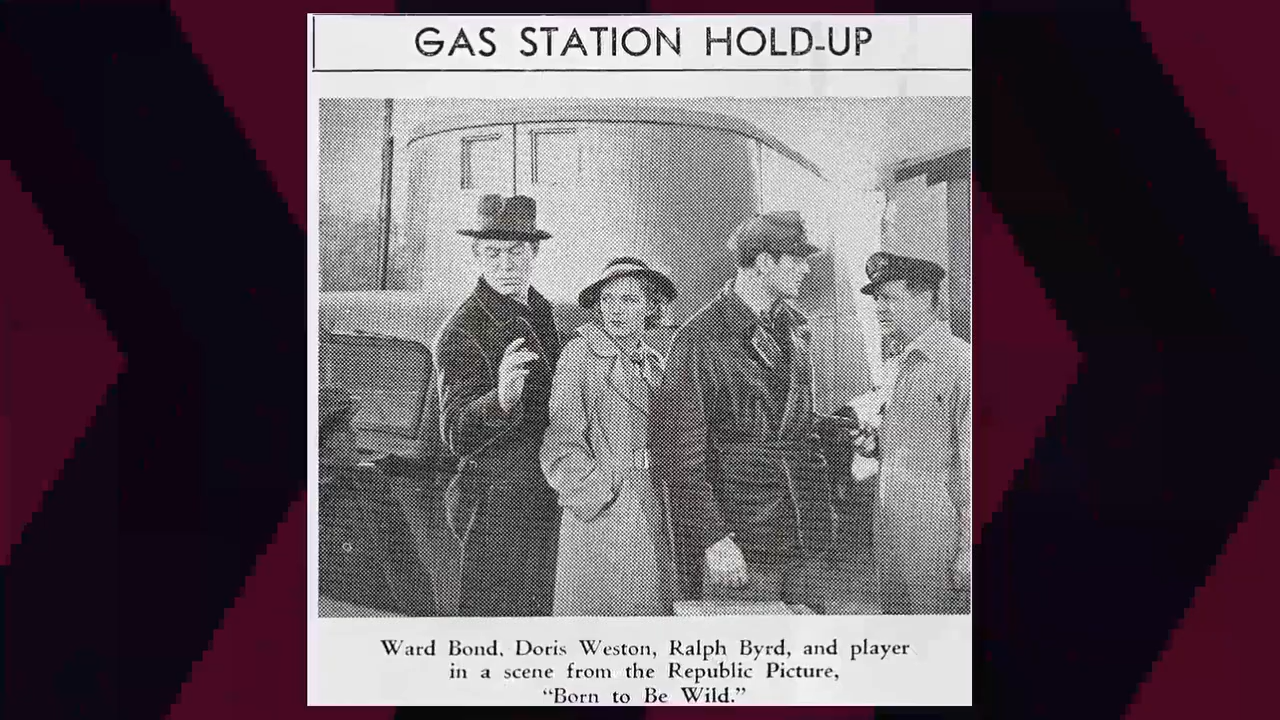 GAS STATION HOLD-UP
Ward Bond, Doris Weston, Ralph Byrd, and player
in a scene from the Republic Picture,
“Born to Be Wild.”